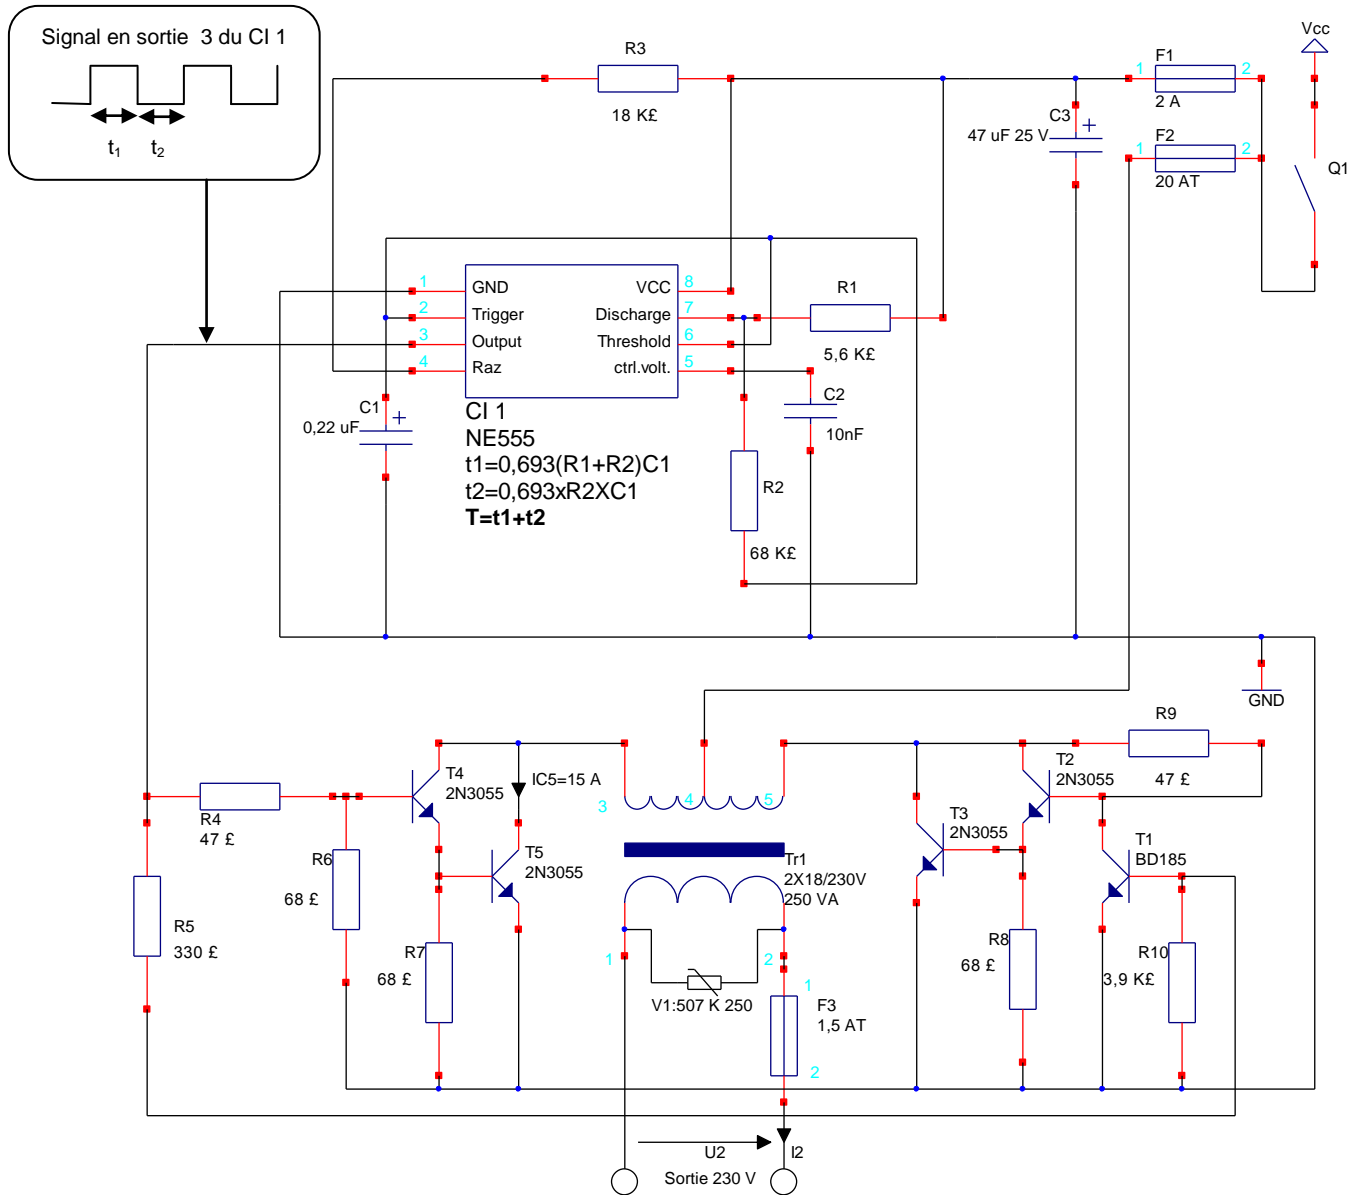 Signal en sortie 3 du CI 1
t1
t2
R3
18 K£
Vcc
F1
1
2
2 A
C3
+
47 uF 25 V
F2
1
2
20 AT
Q1
1
GND
VCC
8
2
Trigger
Discharge
7
3
Output
Threshold
6
4
Raz
ctrl.volt.
5
R1
5,6 K£
C1
+
0,22 uF
C2
10nF
CI 1
NE555
t1=0,693(R1+R2)C1
t2=0,693xR2XC1
T=t1+t2
R2
68 K£
GND
R9
47 £
T4
2N3055
IC5=15 A
3
4
5
T2
2N3055
R4
47 £
T3
2N3055
T1
BD185
R6
68 £
T5
2N3055
Tr1
2X18/230V
250 VA
R5
330 £
R7
68 £
1
2
V1:507 K 250
1
F3
1,5 AT
2
R8
68 £
R10
3,9 K£
U2
I2
Sortie 230 V